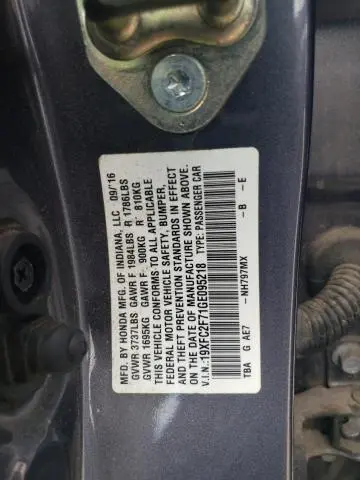 MFD. BY HONDA MFG. OF INDIANA, LLC 09/16
GVWR 3737LBS GAWR F 1984LBS R 1786LBS
GVWR 1695KG GAWR F 900KG R 810KG
THIS VEHICLE CONFORMS TO ALL APPLICABLE
FEDERAL MOTOR VEHICLE SAFETY, BUMPER,
AND THEFT PREVENTION STANDARDS IN EFFECT
ON THE DATE OF MANUFACTURE SHOWN ABOVE.
V.I.N.: 19XFC2F71GE095218 TYPE: PASSENGER CAR
TBA G AE7 - NH797MX - B - E